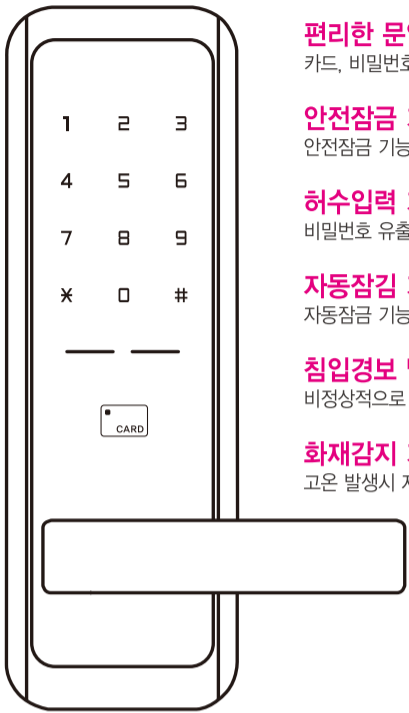 1 2 3
4 5 6
7 8 9
* 0 #
CARD
편리한
카드, 비밀번호
안전잠금
안전잠금 기능
허수입력
비밀번호 유출
자동잠김
자동잠금 기능
침입경보
비정상적으로
화재감지
고온 발생시